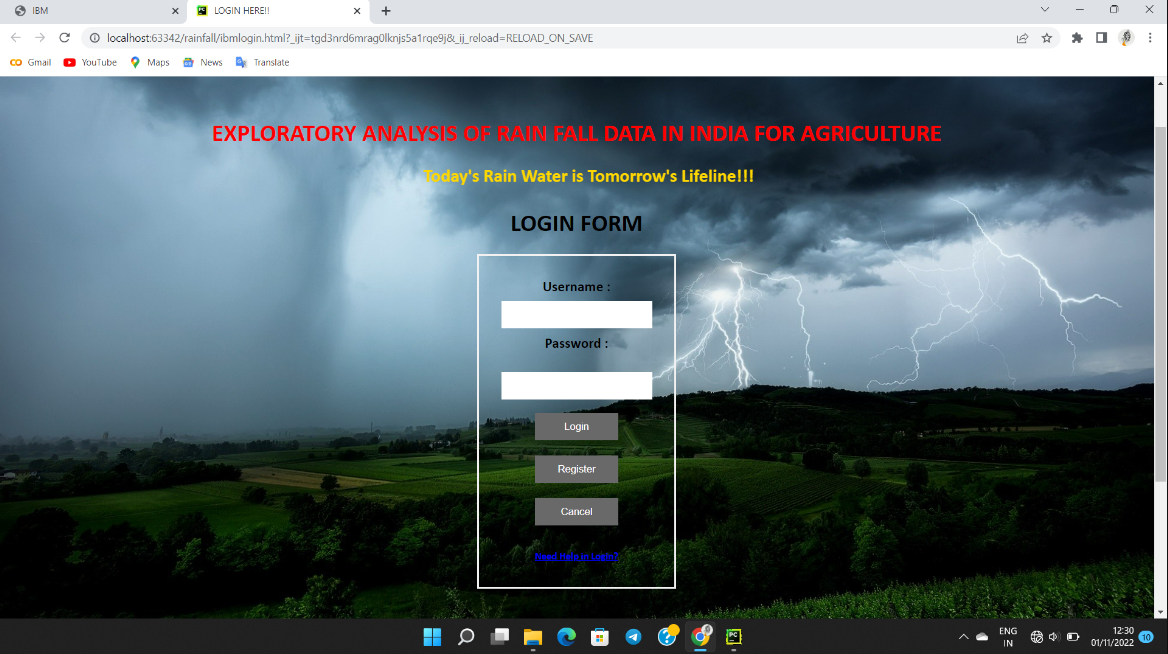 IBM
LOGIN HERE!!
localhost:63342/rainfall/ibmlogin.html?_ijt=tgd3nrd6mrag0lknjs5a1rqe9j&_ij_reload=RELOAD_ON_SAVE
Gmail YouTube Maps News Translate
EXPLORATORY ANALYSIS OF RAIN FALL DATA IN INDIA FOR AGRICULTURE
Today's Rain Water is Tomorrow's Lifeline!!!
LOGIN FORM
Username :
Password :
Login
Register
Cancel
Need Help in Login?
ENG
IN
12:30
01/11/2022
10